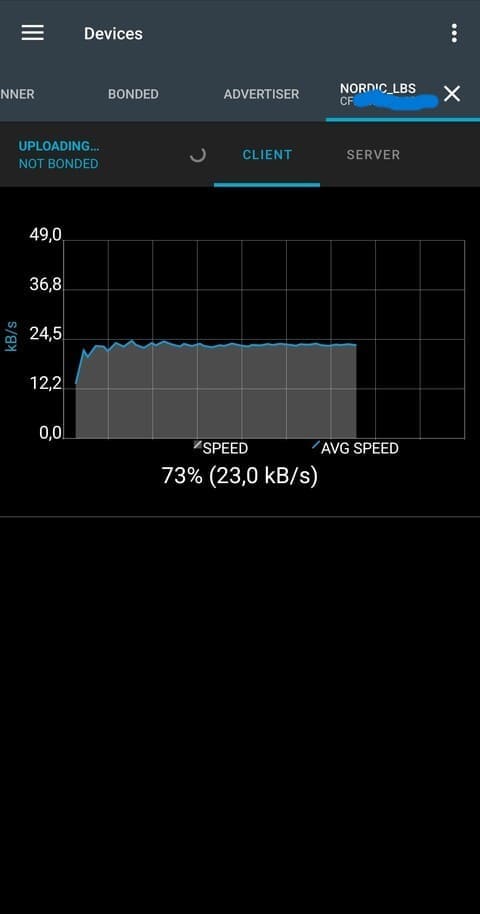 Devices
NNER
BONDED
ADVERTISER
NORDIC_LBS
CF
UPLOADING...
NOT BONDED
CLIENT
SERVER
49,0
36,8
24,5
12,2
0,0
kB/s
SPEED
AVG SPEED
73% (23,0 kB/s)